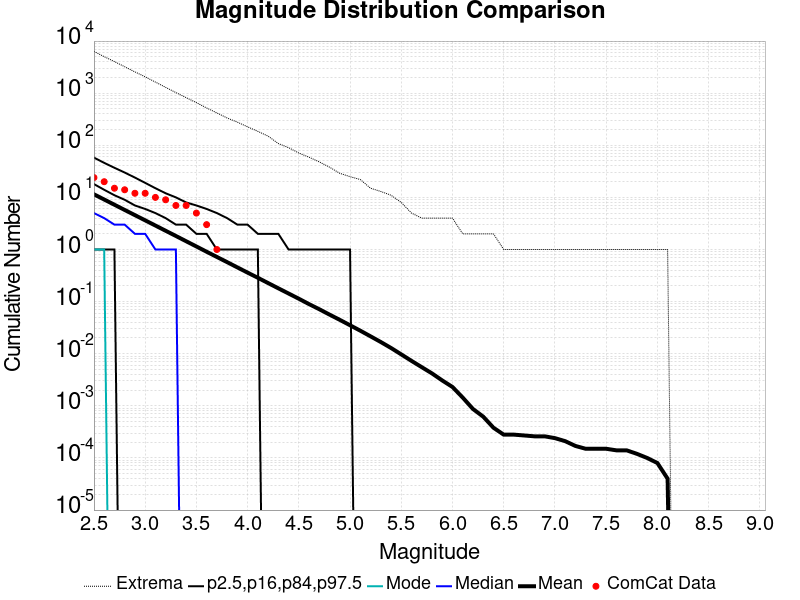 Magnitude Distribution Comparison
10^4
10^3
10^2
10^1
10^0
10^-1
10^-2
10^-3
10^-4
10^-5
Cumulative Number
2.5 3.0 3.5 4.0 4.5 5.0 5.5 6.0 6.5 7.0 7.5 8.0 8.5 9.0
Magnitude
Extrema p2.5,p16,p84,p97.5 Mode Median Mean ComCat Data